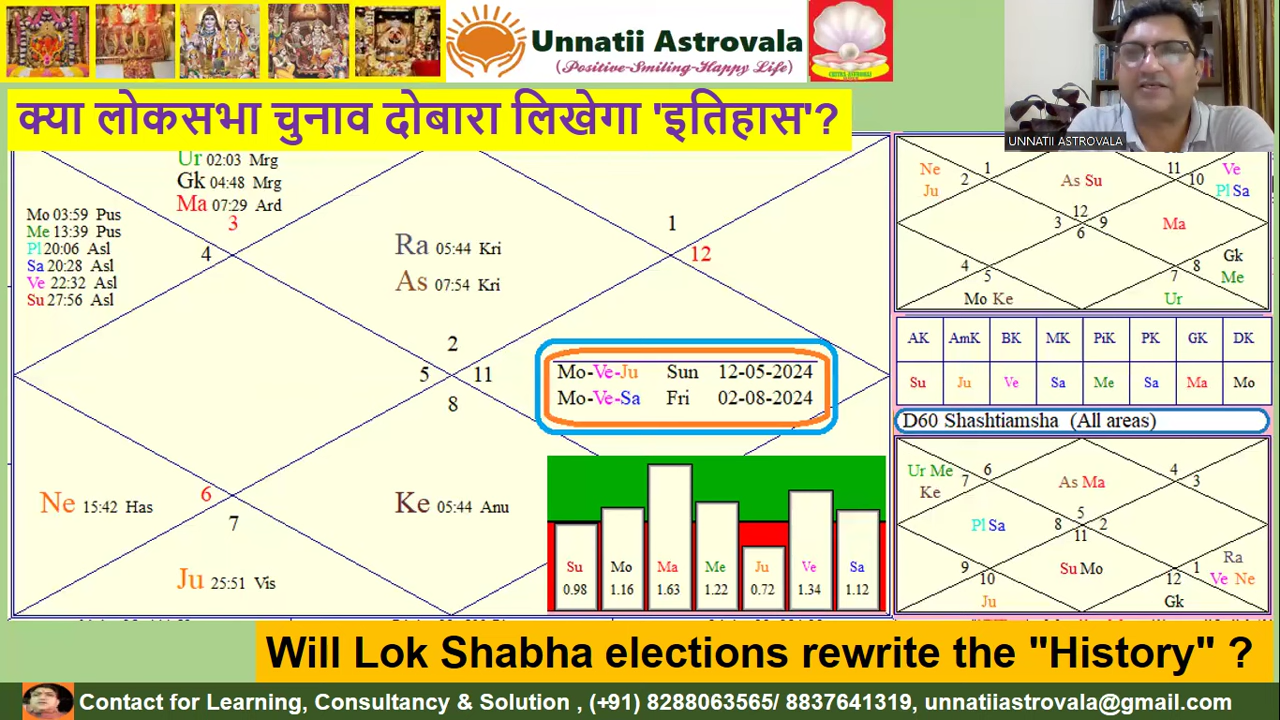 Unnatii Astrovala
(Positive-Smiling-Happy Life)
UNNATII ASTROVALA
क्या लोकसभा चुनाव दोबारा लिखेगा 'इतिहास'?
Ur 02:03 Mrg
Gk 04:48 Mrg
Ma 07:29 Ard
3
Mo 03:59 Pus
Me 13:39 Pus
Pl 20:06 Asl
Sa 20:28 Asl
Ve 22:32 Asl
Su 27:56 Asl
4
Ra 05:44 Kri
As 07:54 Kri
1
12
2
5 11
8
Mo-Ve-Ju Sun 12-05-2024
Mo-Ve-Sa Fri 02-08-2024
6
Ne 15:42 Has
7
Ju 25:51 Vis
Ke 05:44 Anu
Su Mo Ma Me Ju Ve Sa
0.98 1.16 1.63 1.22 0.72 1.34 1.12
Ne 1 11 Ve
Ju 2 As Su 10 Pl Sa
12
3 9 Ma
6
4 8 Gk
5 7 Me
Mo Ke Ur
AK AmK BK MK PiK PK GK DK
Su Ju Ve Sa Me Sa Ma Mo
D60 Shashtiamsha (All areas)
Ur Me 6 4
Ke 7 As Ma 3
5
Pl Sa 8 2
11
9 1 Ra
10 Su Mo 12 Ve Ne
Ju Gk
Will Lok Shabha elections rewrite the "History" ?
Contact for Learning, Consultancy & Solution , (+91) 8288063565/ 8837641319, unnatiiastrovala@gmail.com